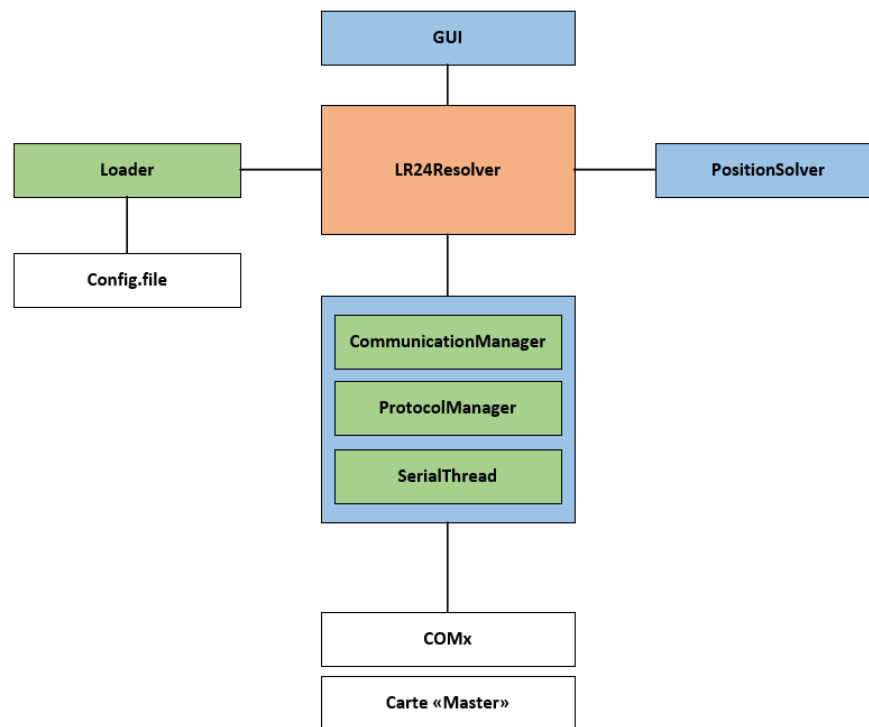 GUI
Loader
LR24Resolver
PositionSolver
Config.file
CommunicationManager
ProtocolManager
SerialThread
COMx
Carte «Master»